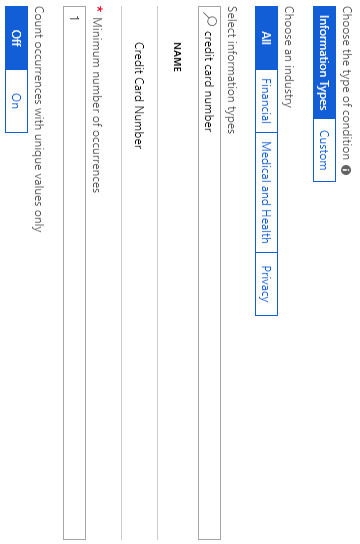 Choose the type of condition
Information Types Custom
Choose an industry
All Financial Medical and Health Privacy
Select information types
credit card number
NAME
Credit Card Number
* Minimum number of occurrences
1
Count occurrences with unique values only
Off On